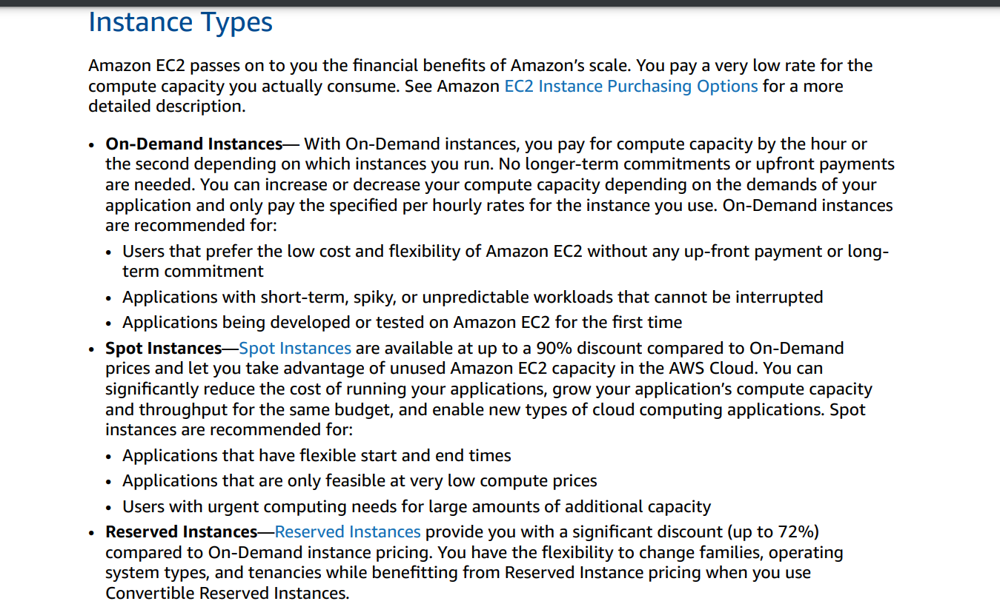 Instance Types
Amazon EC2 passes on to you the financial benefits of Amazon’s scale. You pay a very low rate for the
compute capacity you actually consume. See Amazon EC2 Instance Purchasing Options for a more
detailed description.
• On-Demand Instances— With On-Demand instances, you pay for compute capacity by the hour or
the second depending on which instances you run. No longer-term commitments or upfront payments
are needed. You can increase or decrease your compute capacity depending on the demands of your
application and only pay the specified per hourly rates for the instance you use. On-Demand instances
are recommended for:
• Users that prefer the low cost and flexibility of Amazon EC2 without any up-front payment or long-
term commitment
• Applications with short-term, spiky, or unpredictable workloads that cannot be interrupted
• Applications being developed or tested on Amazon EC2 for the first time
• Spot Instances—Spot Instances are available at up to a 90% discount compared to On-Demand
prices and let you take advantage of unused Amazon EC2 capacity in the AWS Cloud. You can
significantly reduce the cost of running your applications, grow your application’s compute capacity
and throughput for the same budget, and enable new types of cloud computing applications. Spot
instances are recommended for:
• Applications that have flexible start and end times
• Applications that are only feasible at very low compute prices
• Users with urgent computing needs for large amounts of additional capacity
• Reserved Instances—Reserved Instances provide you with a significant discount (up to 72%)
compared to On-Demand instance pricing. You have the flexibility to change families, operating
system types, and tenancies while benefitting from Reserved Instance pricing when you use
Convertible Reserved Instances.